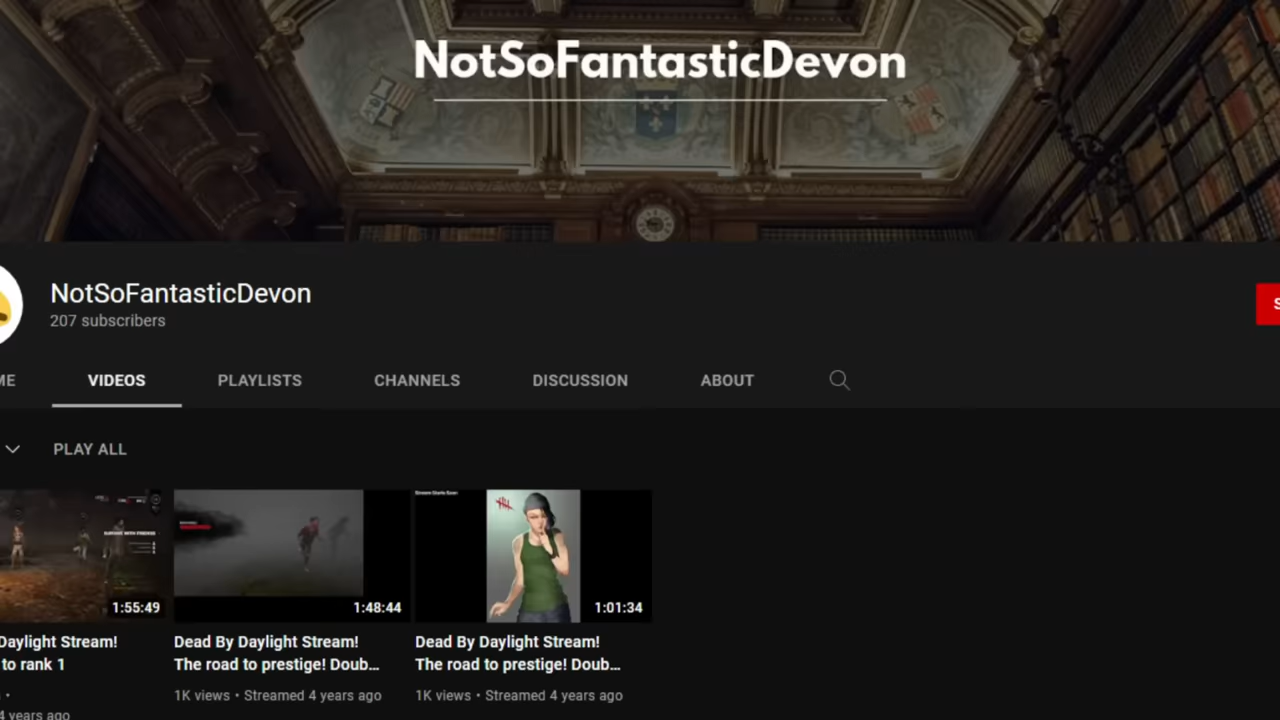 NotSoFantasticDevon
NotSoFantasticDevon
207 subscribers
S
ME
VIDEOS
PLAYLISTS
CHANNELS
DISCUSSION
ABOUT
PLAY ALL
1:55:49
1:48:44
Stream Starts Soon
1:01:34
Daylight Stream!
to rank 1
•
4 years ago
Dead By Daylight Stream!
The road to prestige! Doub...
1K views • Streamed 4 years ago
Dead By Daylight Stream!
The road to prestige! Doub...
1K views • Streamed 4 years ago